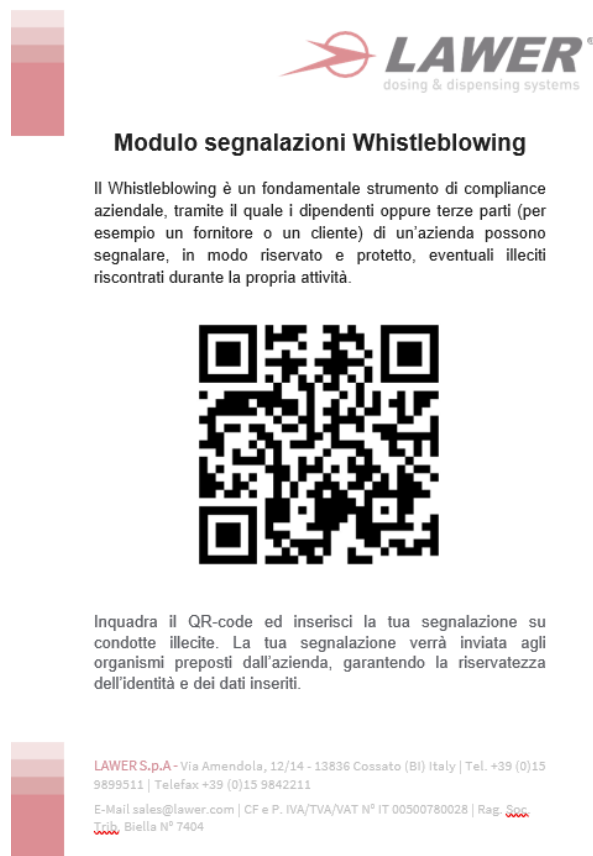 LAWER®
dosing & dispensing systems
Modulo segnalazioni Whistleblowing
Il Whistleblowing è un fondamentale strumento di compliance
aziendale, tramite il quale i dipendenti oppure terze parti (per
esempio un fornitore o un cliente) di un’azienda possono
segnalare, in modo riservato e protetto, eventuali illeciti
riscontrati durante la propria attività.
Inquadra il QR-code ed inserisci la tua segnalazione su
condotte illecite. La tua segnalazione verrà inviata agli
organismi preposti dall’azienda, garantendo la riservatezza
dell’identità e dei dati inseriti.
LAWER S.p.A - Via Amendola, 12/14 - 13836 Cossato (BI) Italy | Tel. +39 (0)15
9899511 | Telefax +39 (0)15 9842211
E-Mail sales@lawer.com | CF e P. IVA/TVA/VAT N° IT 00500780028 | Rag. Soc.
Trib. Biella N° 7404